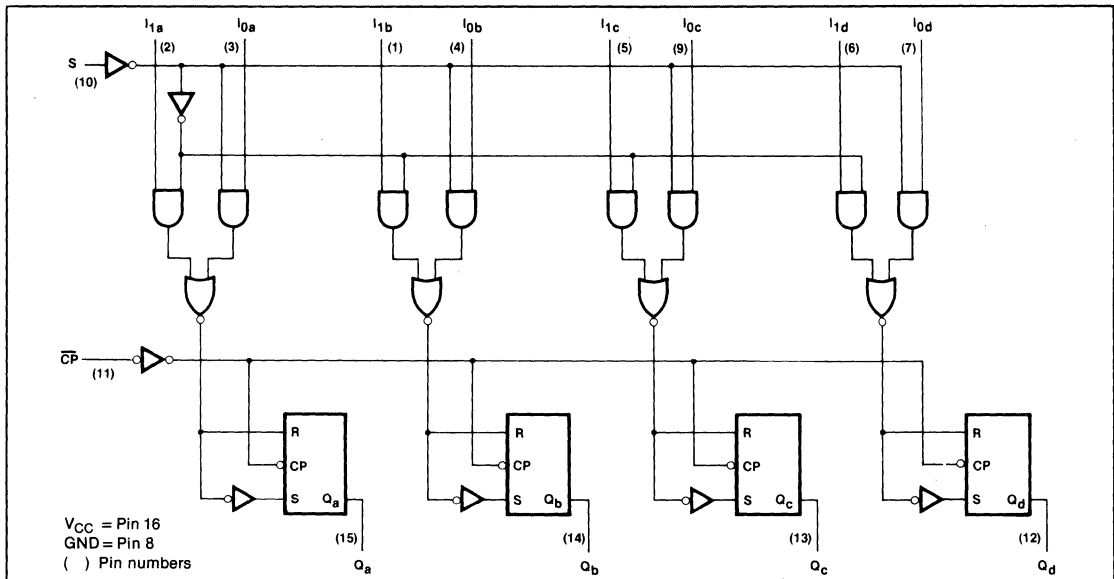 I1a I0a I1b I0b I1c I0c I1d I0d
(2) (3) (1) (4) (5) (9) (6) (7)
S
(10)
C̅P̅
(11)
R R R R
CP CP CP CP
S Qa S Qb S Qc S Qd
VCC = Pin 16
GND = Pin 8
( ) Pin numbers
(15) (14) (13) (12)
Qa Qb Qc Qd